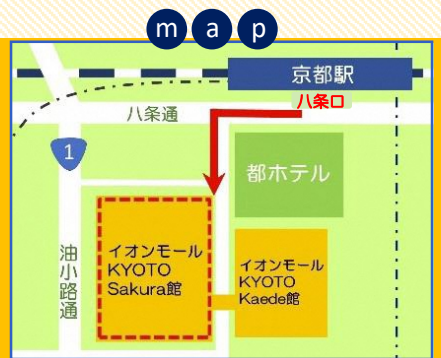 map
京都駅
八条口
八条通
1
都ホテル
油小路通
イオンモール
KYOTO
Sakura館
イオンモール
KYOTO
Kaede館